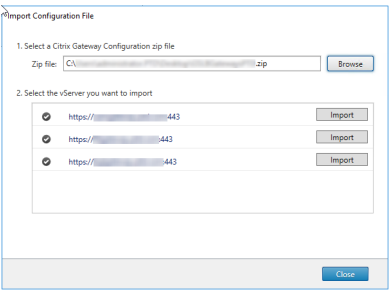 Import Configuration File
1. Select a Citrix Gateway Configuration zip file
Zip file: C:\ .zip Browse
2. Select the vServer you want to import
https:// 443 Import
https:// :443 Import
https:// :443 Import
Close